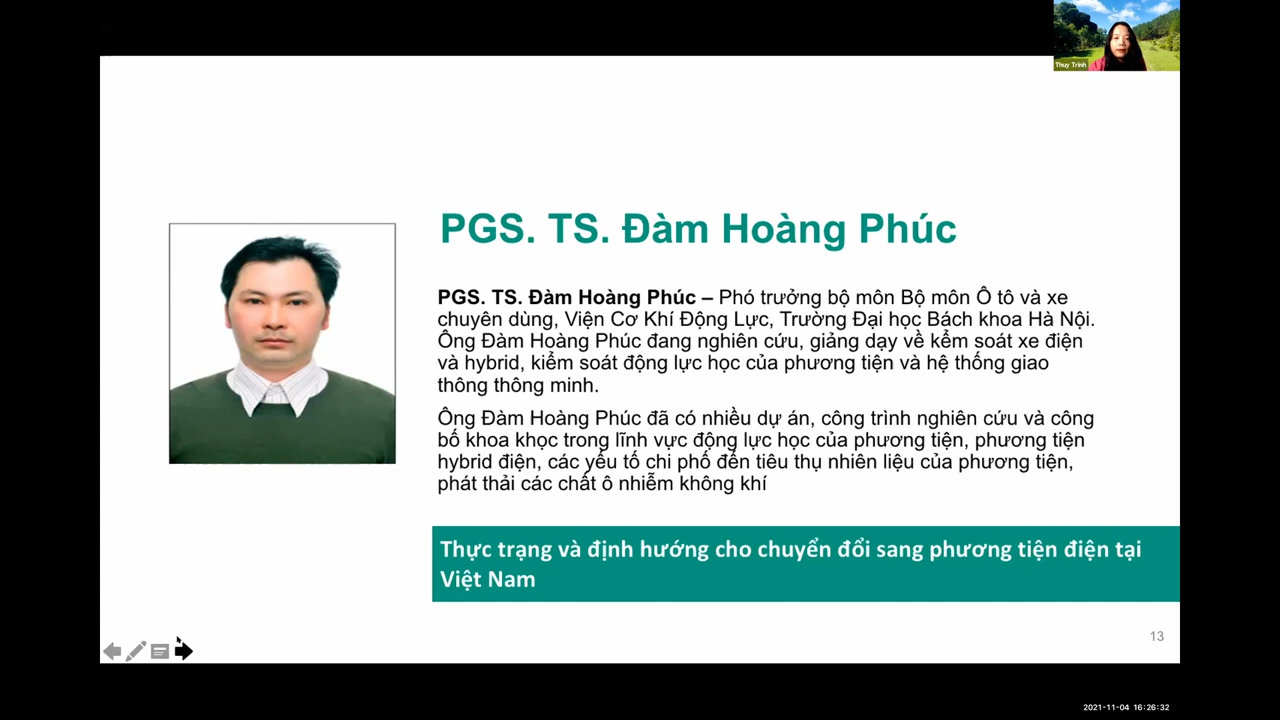 Thuy Trinh
PGS. TS. Đàm Hoàng Phúc
PGS. TS. Đàm Hoàng Phúc – Phó trưởng bộ môn Bộ môn Ô tô và xe
chuyên dùng, Viện Cơ Khí Động Lực, Trường Đại học Bách khoa Hà Nội.
Ông Đàm Hoàng Phúc đang nghiên cứu, giảng dạy về kểm soát xe điện
và hybrid, kiểm soát động lực học của phương tiện và hệ thống giao
thông thông minh.
Ông Đàm Hoàng Phúc đã có nhiều dự án, công trình nghiên cứu và công
bố khoa khọc trong lĩnh vực động lực học của phương tiện, phương tiện
hybrid điện, các yếu tố chi phố đến tiêu thụ nhiên liệu của phương tiện,
phát thải các chất ô nhiễm không khí
Thực trạng và định hướng cho chuyển đổi sang phương tiện điện tại
Việt Nam
13
2021-11-04 16:26:32